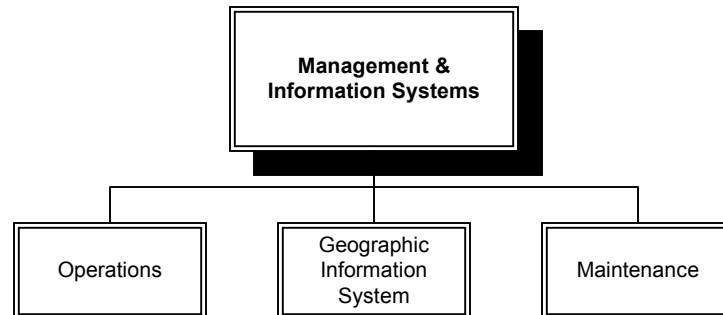 Management &
Information Systems
Operations
Geographic
Information
System
Maintenance